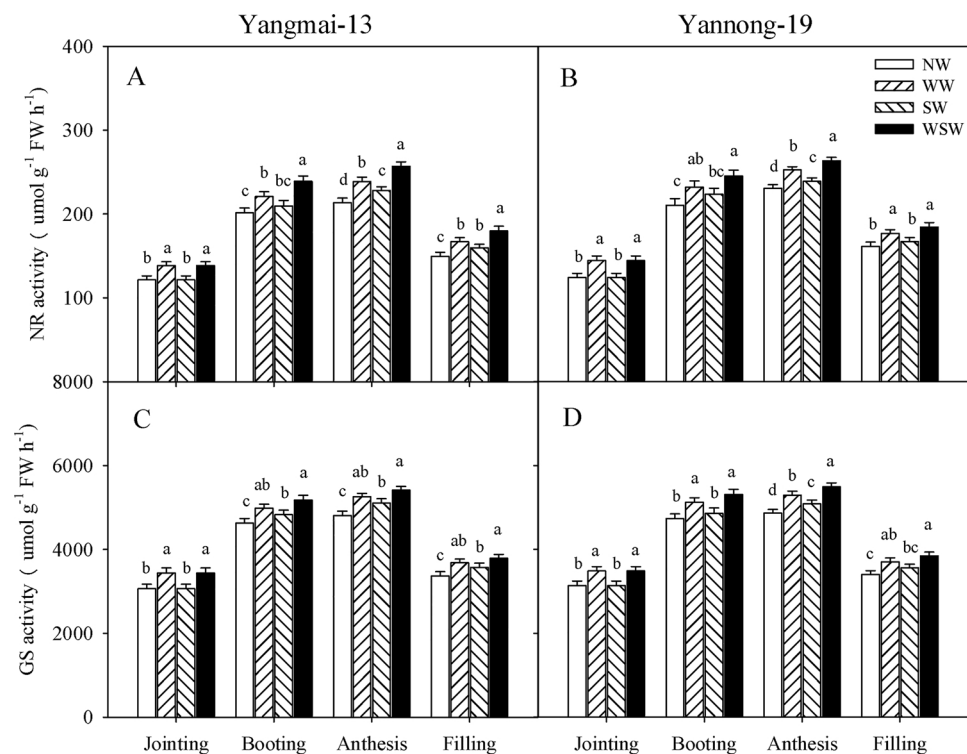 Yangmai-13 Yannong-19
400
A B
NW
WW
SW
WSW
300
a a
b b
a ab a c
b c bc d
c bc d c
200
a a
b b b b
c c
b a b a b a b a
100
NR activity ( umol g-1 FW h-1)
8000
C D
6000
a a a a
ab b ab b a b b c
c c b d
4000
a a
ab b ab bc
b a b a c b a b a c
2000
GS activity ( umol g-1 FW h-1)
0
Jointing Booting Anthesis Filling Jointing Booting Anthesis Filling